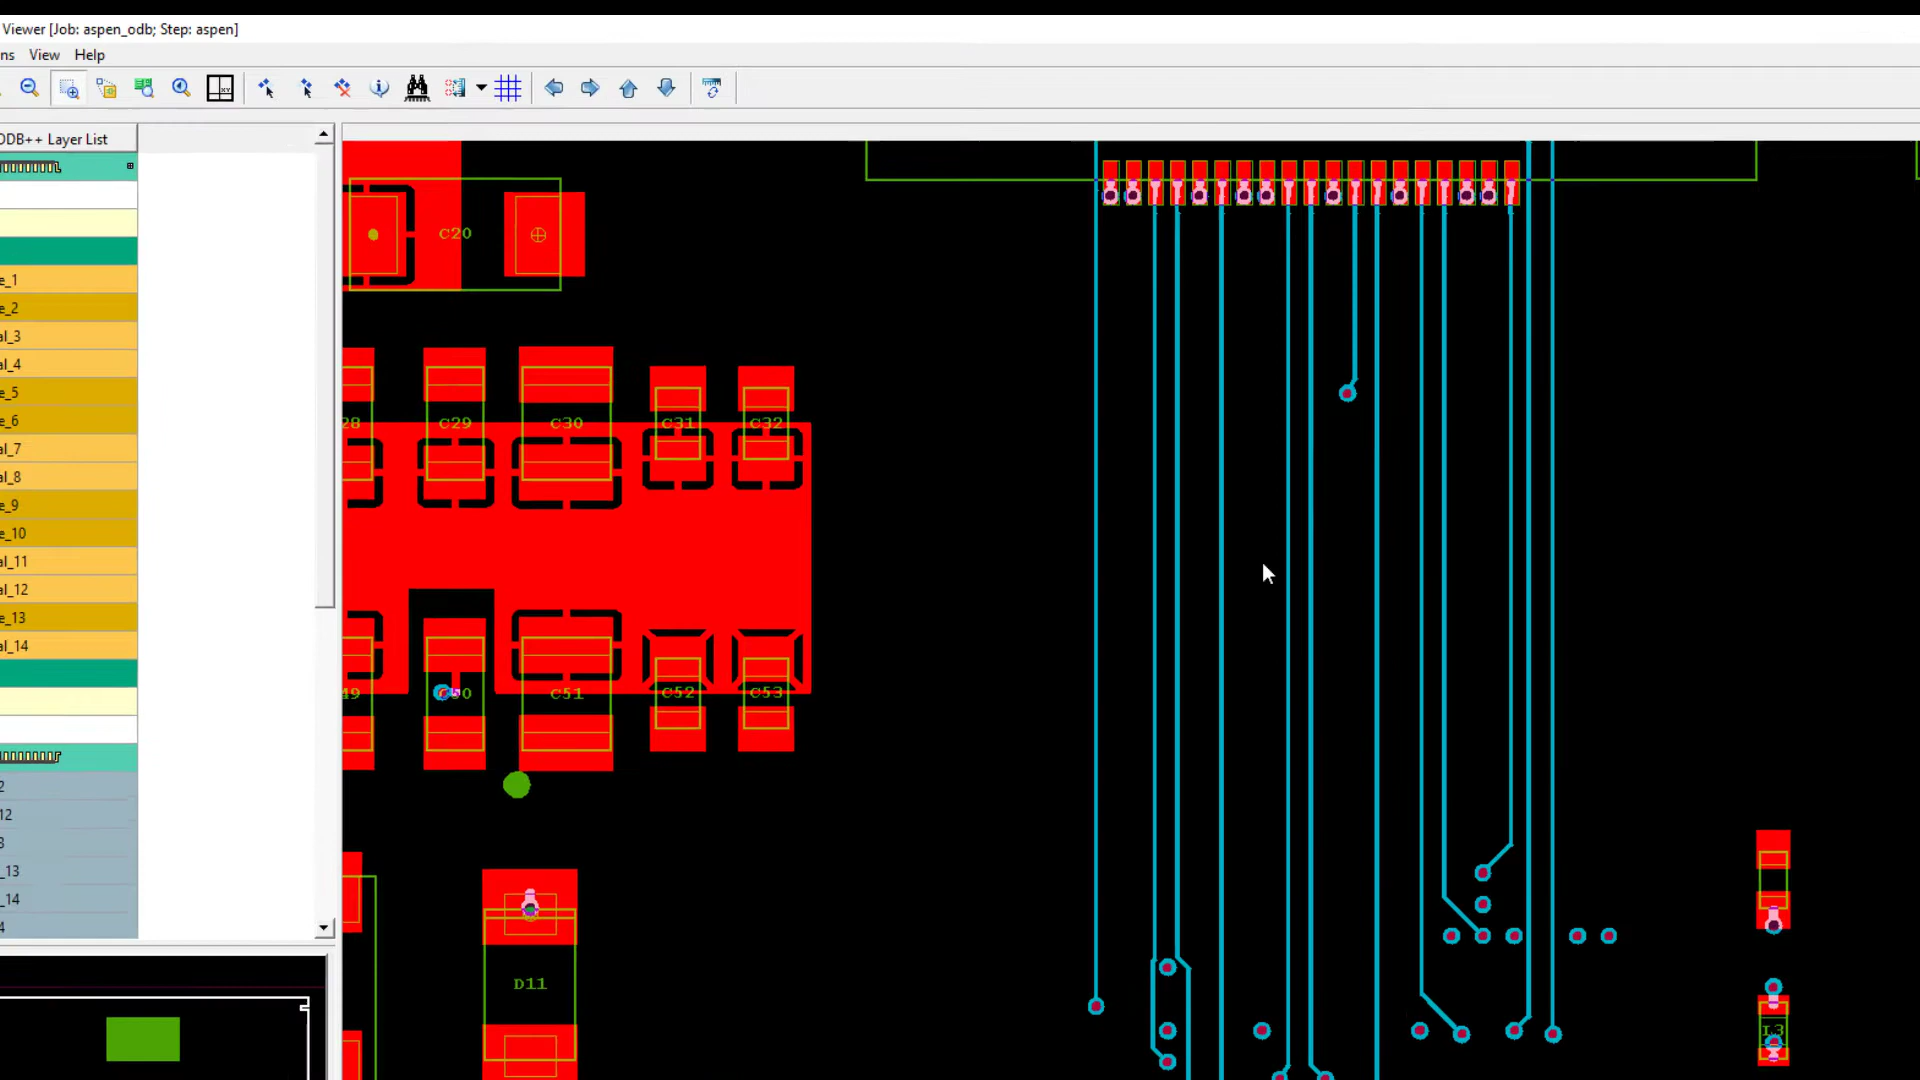 Viewer [Job: aspen_odb; Step: aspen]
ns View Help
ODB++ Layer List
e_1
e_2
al_3
al_4
e_5
e_6
al_7
al_8
e_9
e_10
al_11
al_12
e_13
al_14
2
12
3
_13
_14
4
C20
28 C29 C30 C31 C32
49 C51 C52 C53
D11
L3